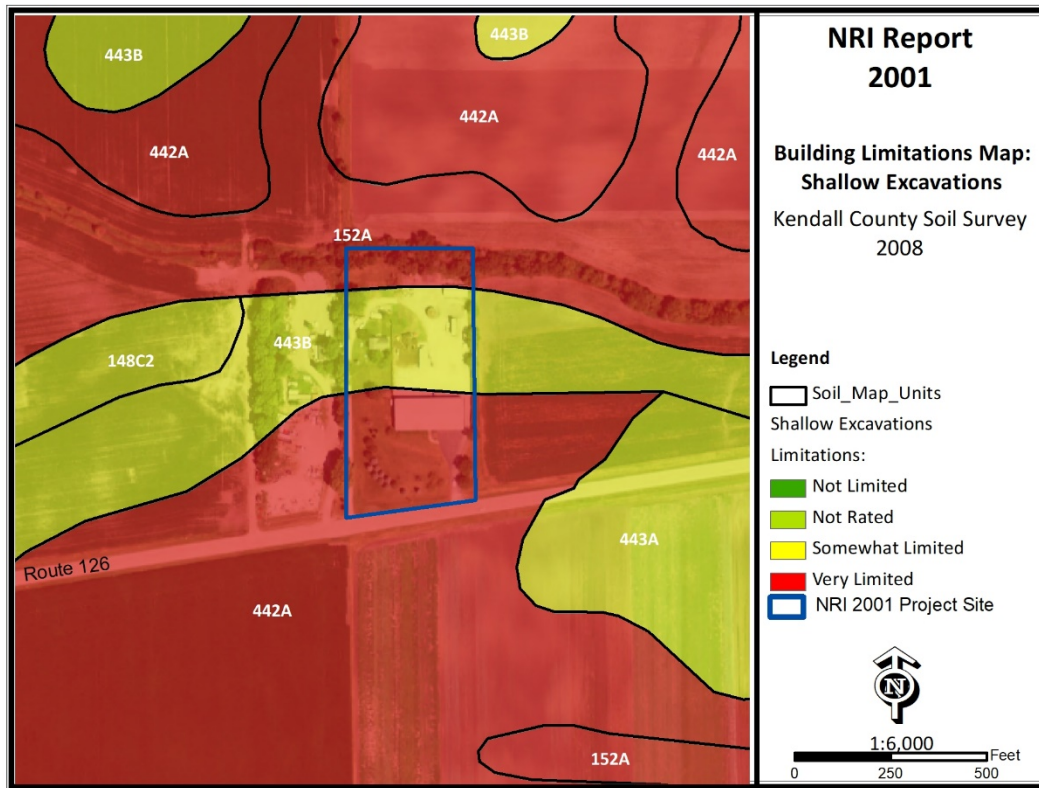 NRI Report
2001
Building Limitations Map:
Shallow Excavations
Kendall County Soil Survey
2008
Legend
Soil_Map_Units
Shallow Excavations
Limitations:
Not Limited
Not Rated
Somewhat Limited
Very Limited
NRI 2001 Project Site
N
1:6,000
Feet
0 250 500
443B
443B
442A
442A
442A
152A
443B
148C2
443A
Route 126
442A
152A